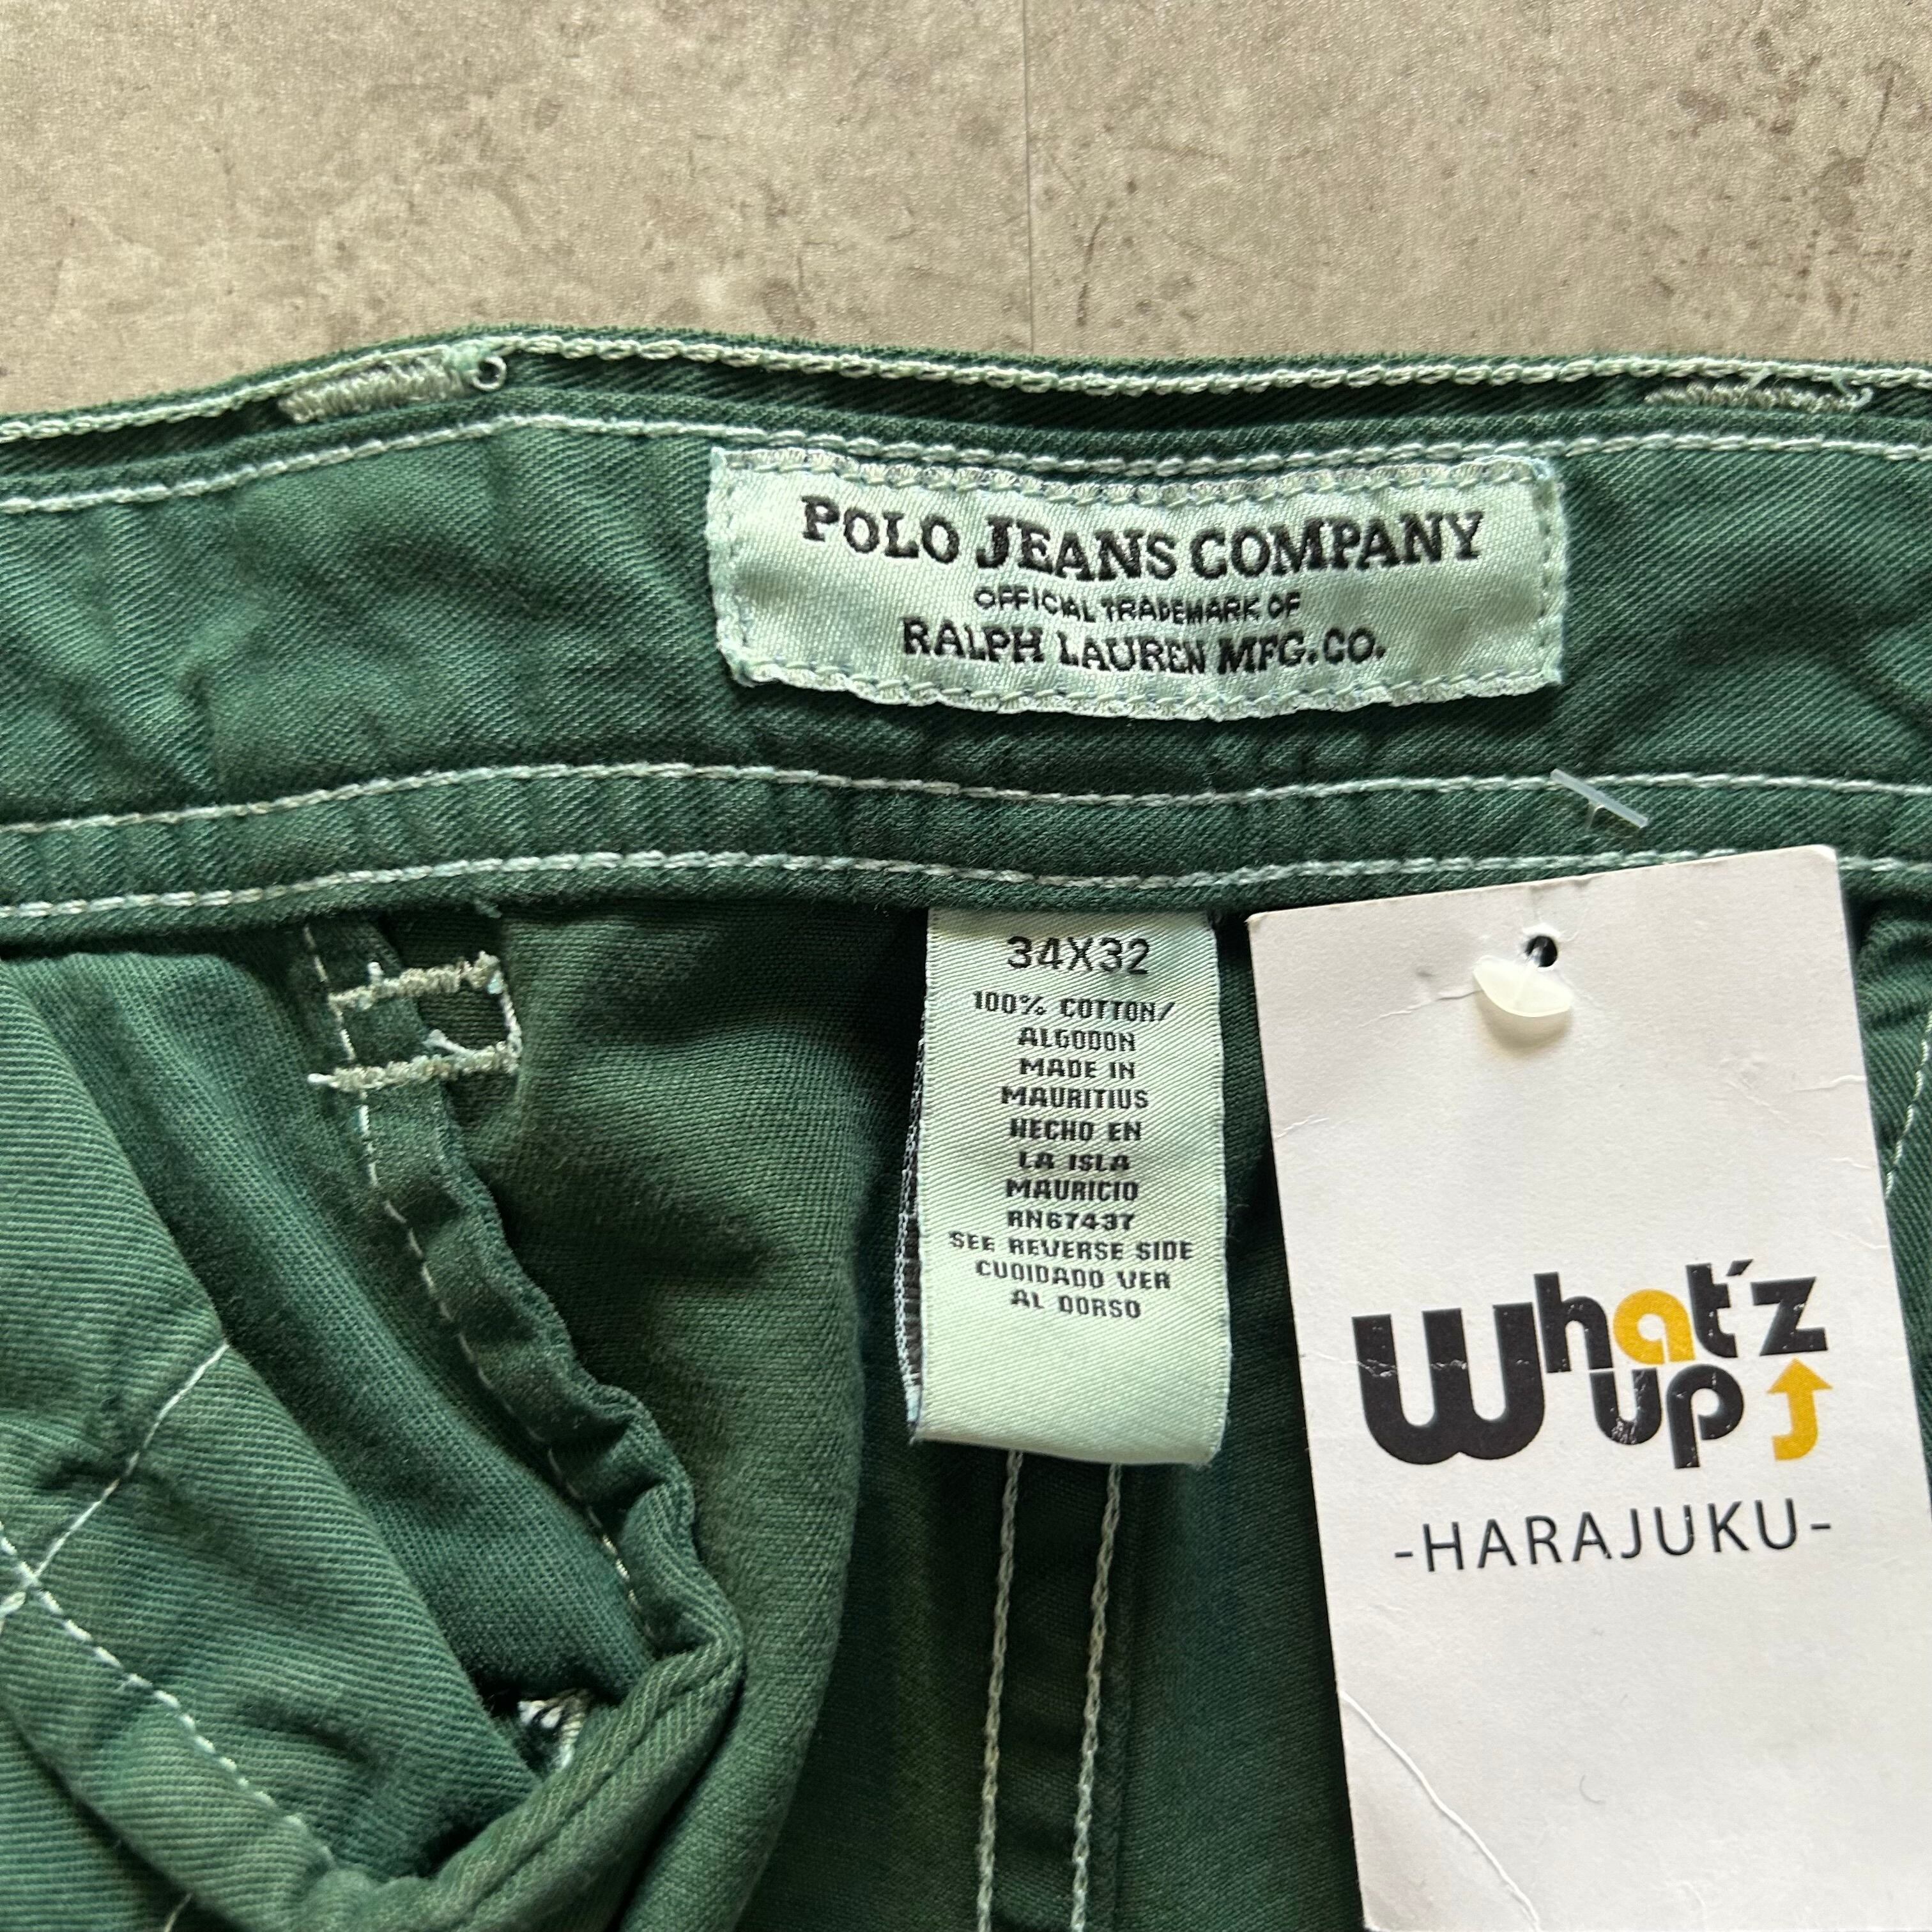 POLO JEANS COMPANY
OFFICIAL TRADEMARK OF
RALPH LAUREN MFG.CO.
34X32
100% COTTON/
ALGODON
MADE IN
MAURITIUS
HECHO EN
LA ISLA
MAURICIO
RN67437
SEE REVERSE SIDE
CUDIDADO VER
AL DORSO
What'z
up
-HARAJUKU-